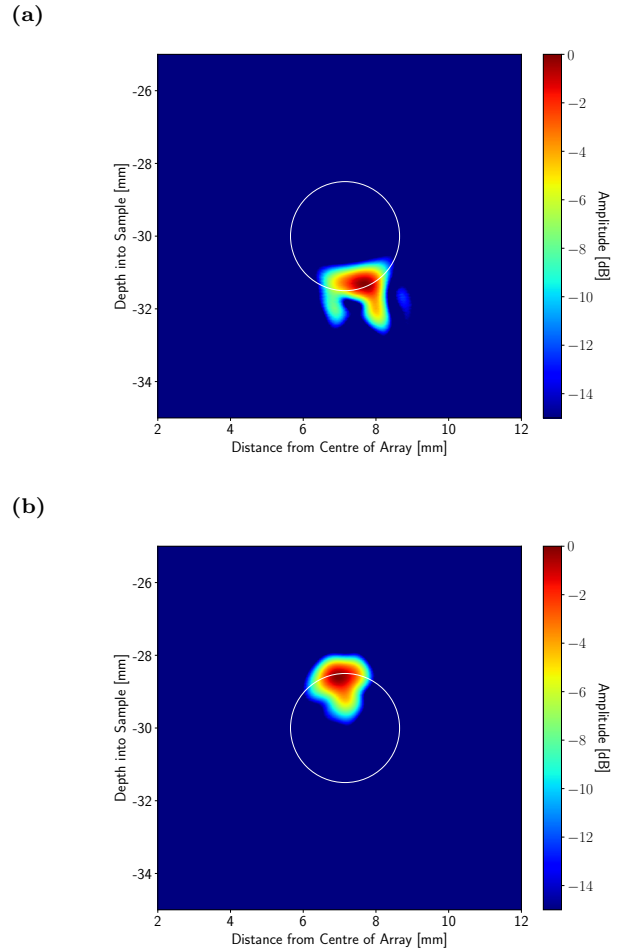 (a)
0
-26
−2
-28
−4
Depth into Sample [mm]
-30
−6
Amplitude [dB]
−8
-32
−10
−12
-34
−14
2 4 6 8 10 12
Distance from Centre of Array [mm]
(b)
0
-26
−2
-28
−4
Depth into Sample [mm]
-30
−6
Amplitude [dB]
−8
-32
−10
−12
-34
−14
2 4 6 8 10 12
Distance from Centre of Array [mm]